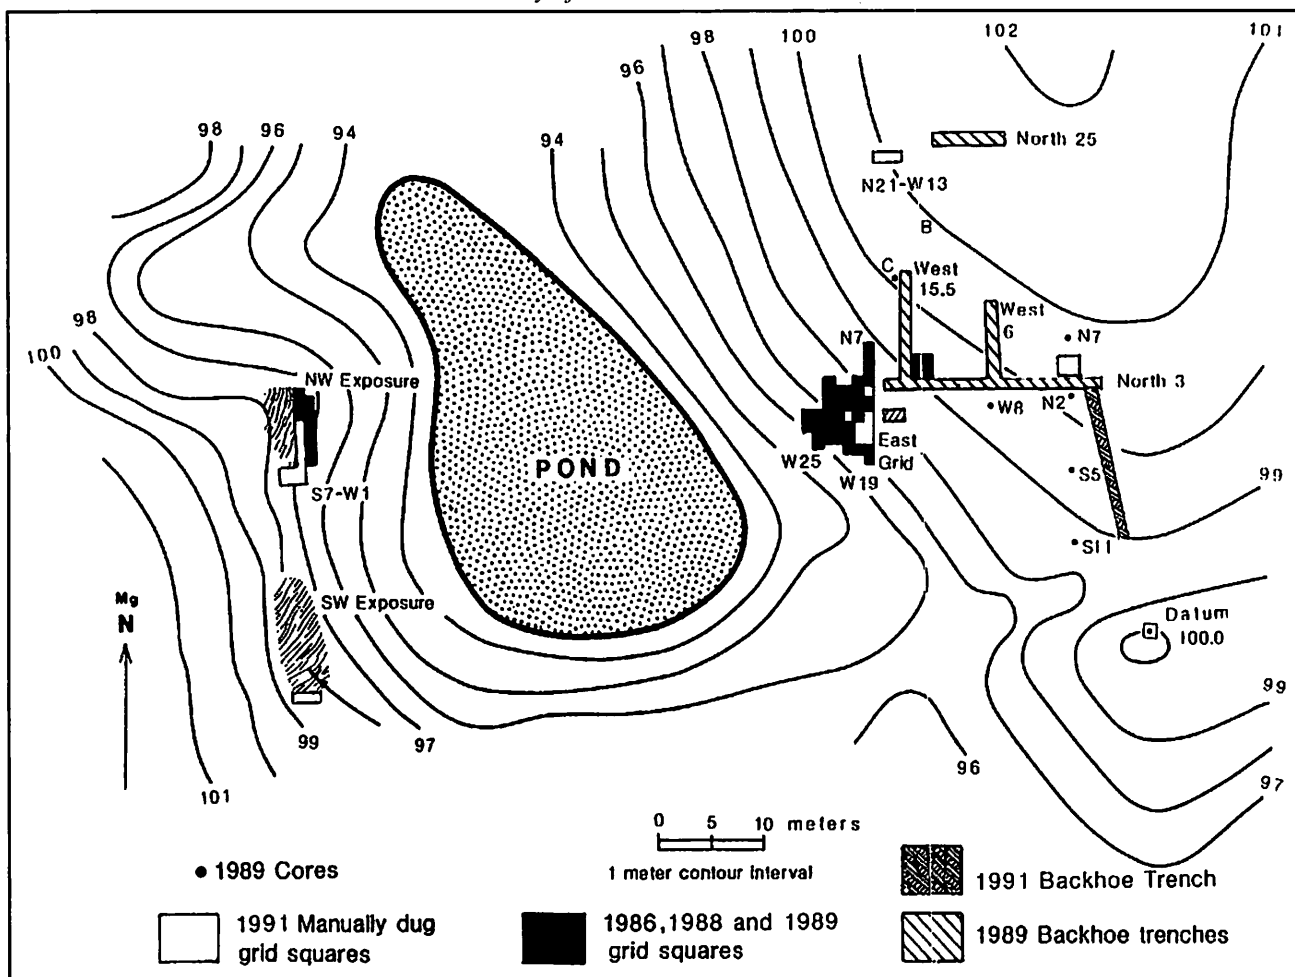 102
101
100
98
98
96
96
94
94
North 25
N21-W13
B
C
West
15.5
West
6
N7
N7
98
100
NW Exposure
North 3
W8
N2
East
Grid
POND
W25
W19
S7-W1
S5
99
S11
SW Exposure
Mg
N
Datum
100.0
99
99
97
96
97
101
0 5 10 meters
1 meter contour interval
1989 Cores
1991 Manually dug
grid squares
1986,1988 and 1989
grid squares
1991 Backhoe Trench
1989 Backhoe trenches